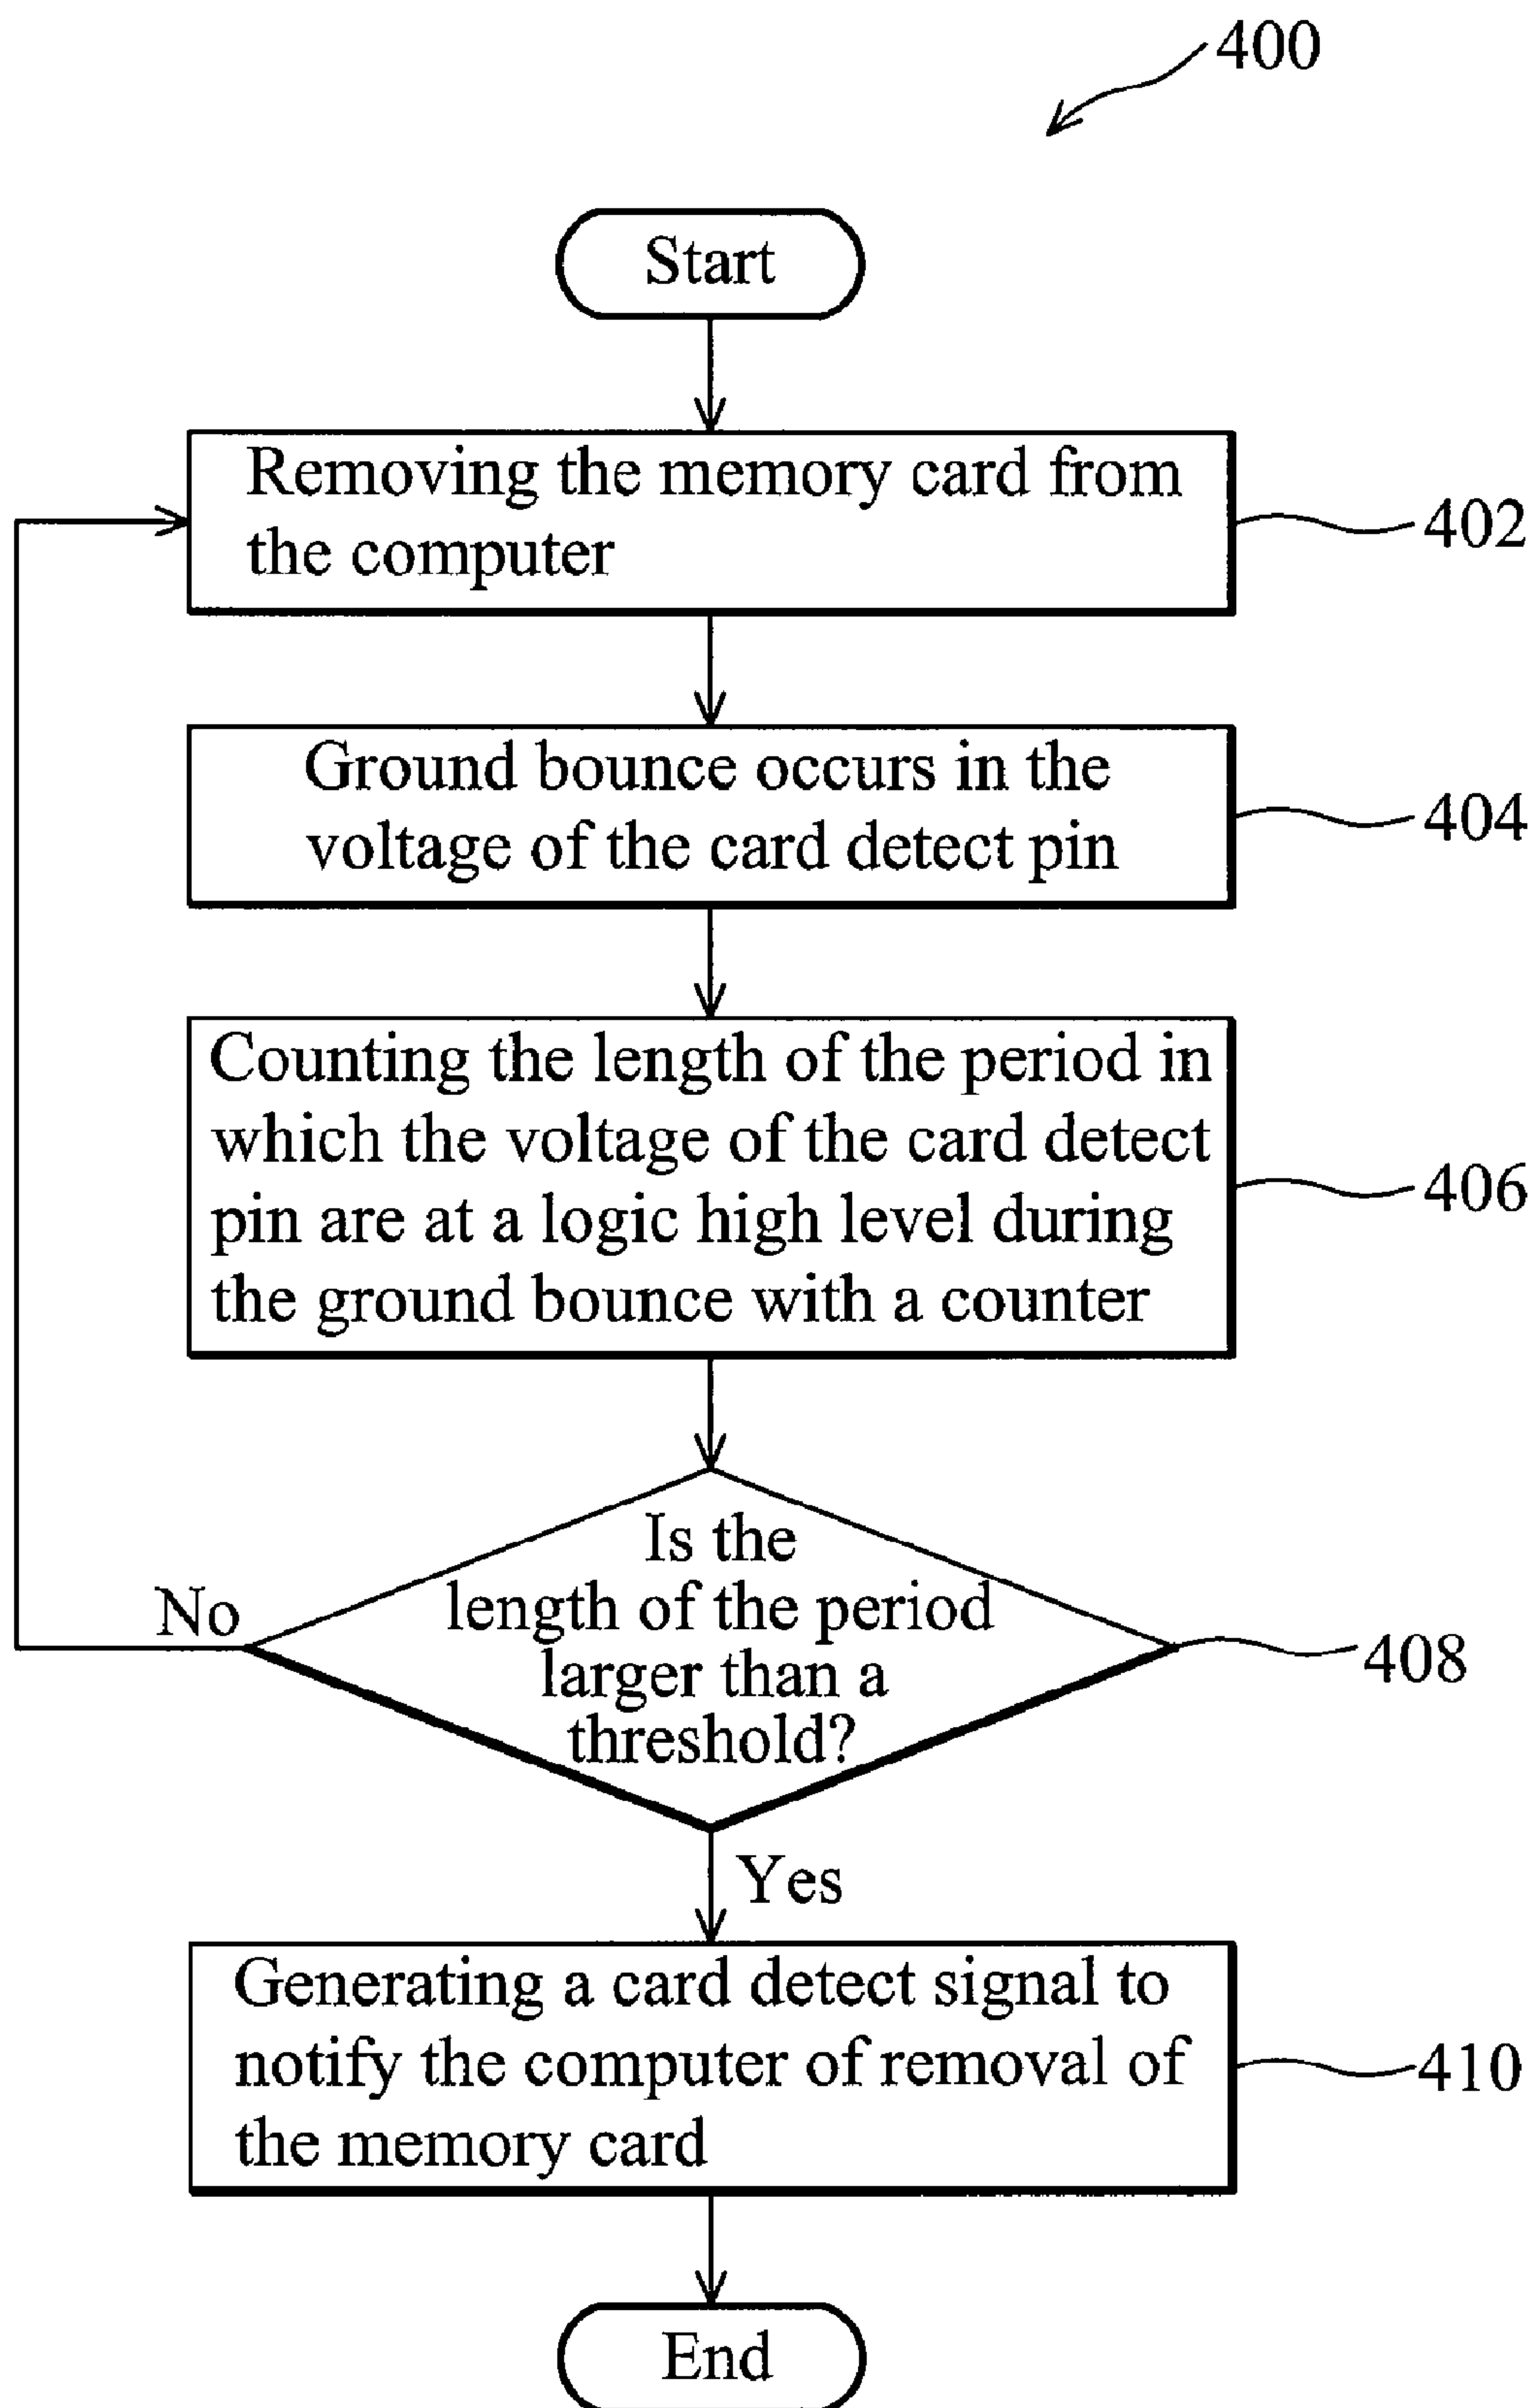 400
Start
Removing the memory card from
the computer
402
Ground bounce occurs in the
voltage of the card detect pin
404
Counting the length of the period in
which the voltage of the card detect
pin are at a logic high level during
the ground bounce with a counter
406
Is the
length of the period
larger than a
threshold?
408
No
Yes
Generating a card detect signal to
notify the computer of removal of
the memory card
410
End